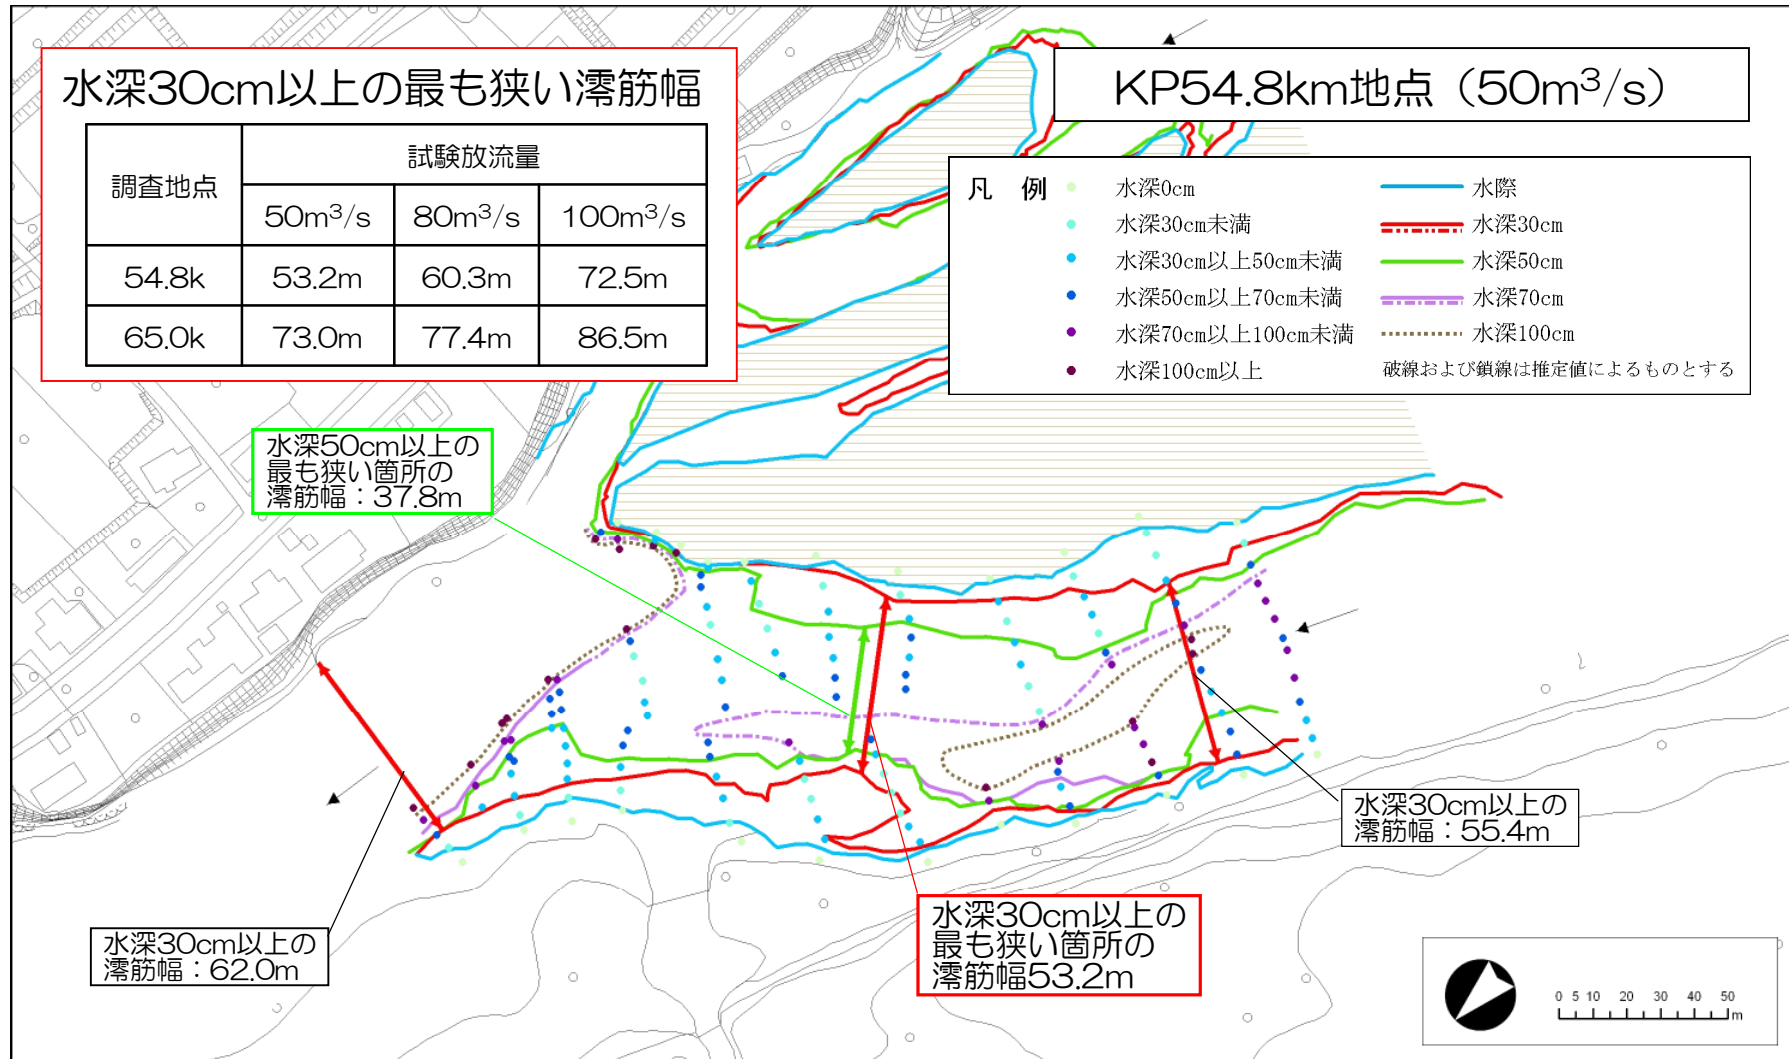 水深30cm以上の最も狭い澪筋幅
調査地点 試験放流量
50m³/s 80m³/s 100m³/s
54.8k 53.2m 60.3m 72.5m
65.0k 73.0m 77.4m 86.5m
KP54.8km地点（50m³/s）
凡 例
水深0cm 水際
水深30cm未満 水深30cm
水深30cm以上50cm未満 水深50cm
水深50cm以上70cm未満 水深70cm
水深70cm以上100cm未満 水深100cm
水深100cm以上 破線および鎖線は推定値によるものとする
水深50cm以上の
最も狭い箇所の
澪筋幅：37.8m
水深30cm以上の
澪筋幅：55.4m
水深30cm以上の
最も狭い箇所の
澪筋幅53.2m
水深30cm以上の
澪筋幅：62.0m
0 5 10 20 30 40 50
m